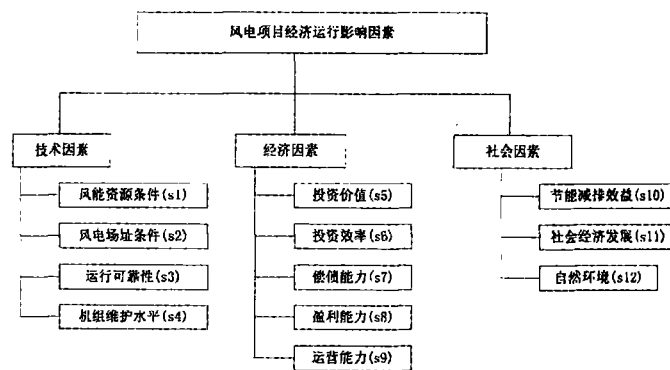 风电项目经济运行影响因素
技术因素
经济因素
社会因素
风能资源条件(s1)
风电场址条件(s2)
运行可靠性(s3)
机组维护水平(s4)
投资价值(s5)
投资效率(s6)
偿债能力(s7)
盈利能力(s8)
运营能力(s9)
节能减排效益(s10)
社会经济发展(s11)
自然环境(s12)